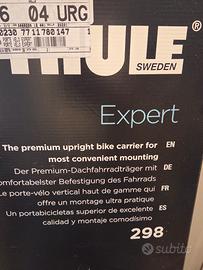 6 04 URG
0230 7711780147
THULE®
SWEDEN
Expert
The premium upright bike carrier for EN
most convenient mounting
Der Premium-Dachfahrradträger mit DE
komfortabelster Befestigung des Fahrrads
Le porte-vélo vertical haut de gamme qui FR
offre un montage ultra pratique
Un portabicicletas superior de excelente ES
calidad y montaje comodísimo
298
subito